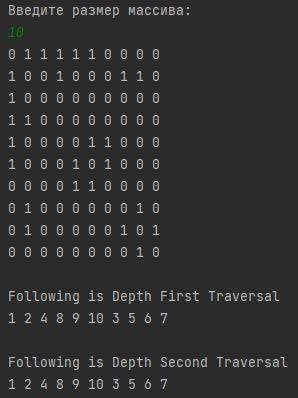 Введите размер массива:
10
0 1 1 1 1 1 0 0 0 0
1 0 0 1 0 0 0 1 1 0
1 0 0 0 0 0 0 0 0 0
1 1 0 0 0 0 0 0 0 0
1 0 0 0 0 1 1 0 0 0
1 0 0 0 1 0 1 0 0 0
0 0 0 0 1 1 0 0 0 0
0 1 0 0 0 0 0 0 1 0
0 1 0 0 0 0 0 1 0 1
0 0 0 0 0 0 0 0 1 0
Following is Depth First Traversal
1 2 4 8 9 10 3 5 6 7
Following is Depth Second Traversal
1 2 4 8 9 10 3 5 6 7